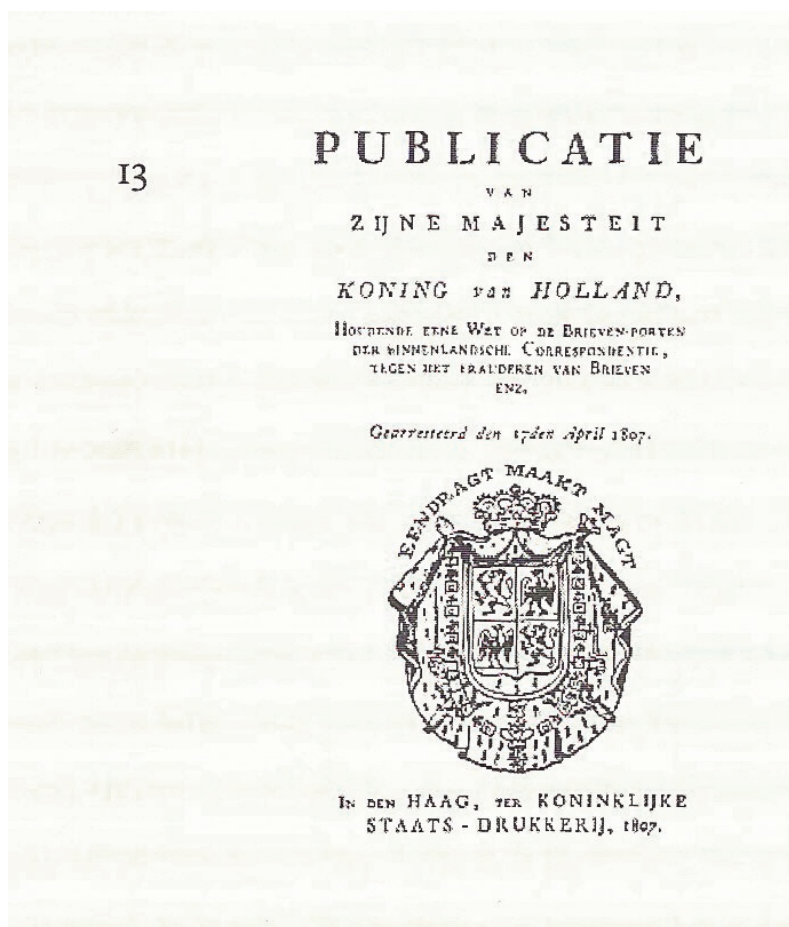 13
PUBLICATIE
VAN
ZIJNE MAJESTEIT
DEN
KONING van HOLLAND,
HOUDENDE EENE WET OP DE BRIEVEN-PORTEN
DER BINNENLANDSCHE CORRESPONDENTIE,
TEGEN HET FRAUDEREN VAN BRIEVEN
ENZ.
Gearresteerd den 17den April 1807.
EENDRAGT MAAKT MAGT
IN DEN HAAG, TER KONINKLIJKE
STAATS-DRUKKERIJ, 1807.